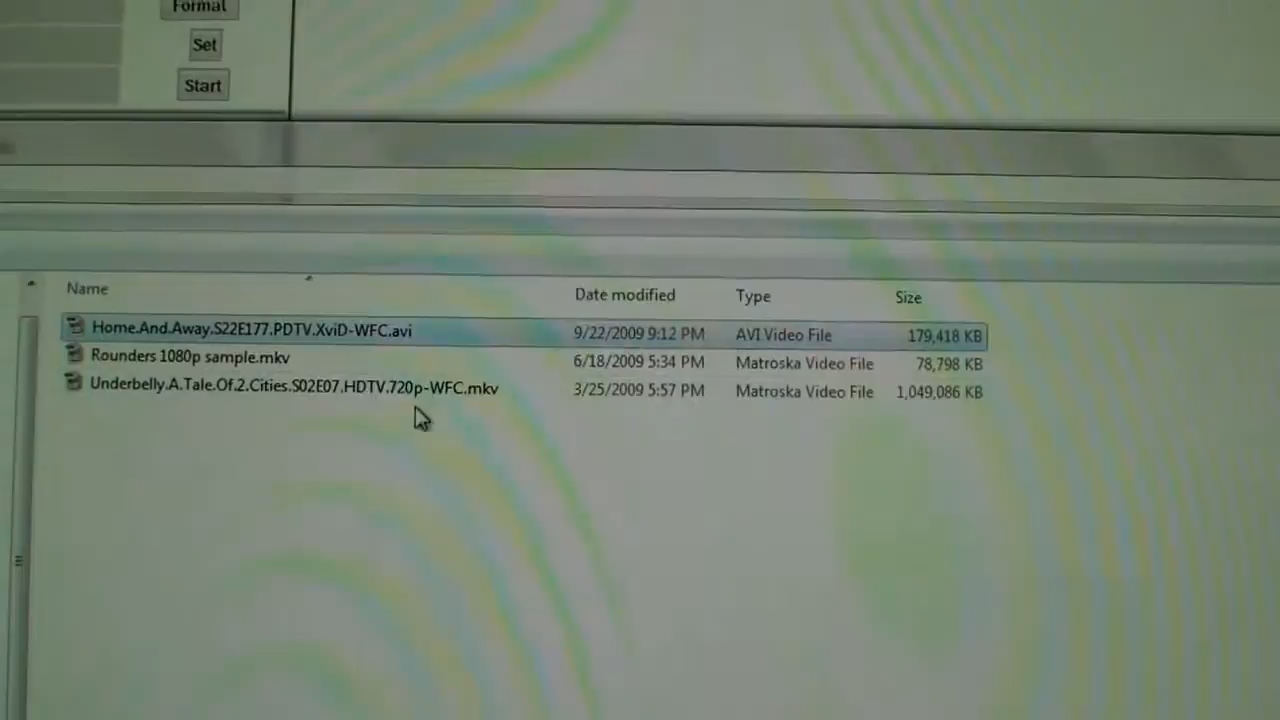 Format
Set
Start
Name Date modified Type Size
Home.And.Away.S22E177.PDTV.XviD-WFC.avi 9/22/2009 9:12 PM AVI Video File 179,418 KB
Rounders 1080p sample.mkv 6/18/2009 5:34 PM Matroska Video File 78,798 KB
Underbelly.A.Tale.Of.2.Cities.S02E07.HDTV.720p-WFC.mkv 3/25/2009 5:57 PM Matroska Video File 1,049,086 KB